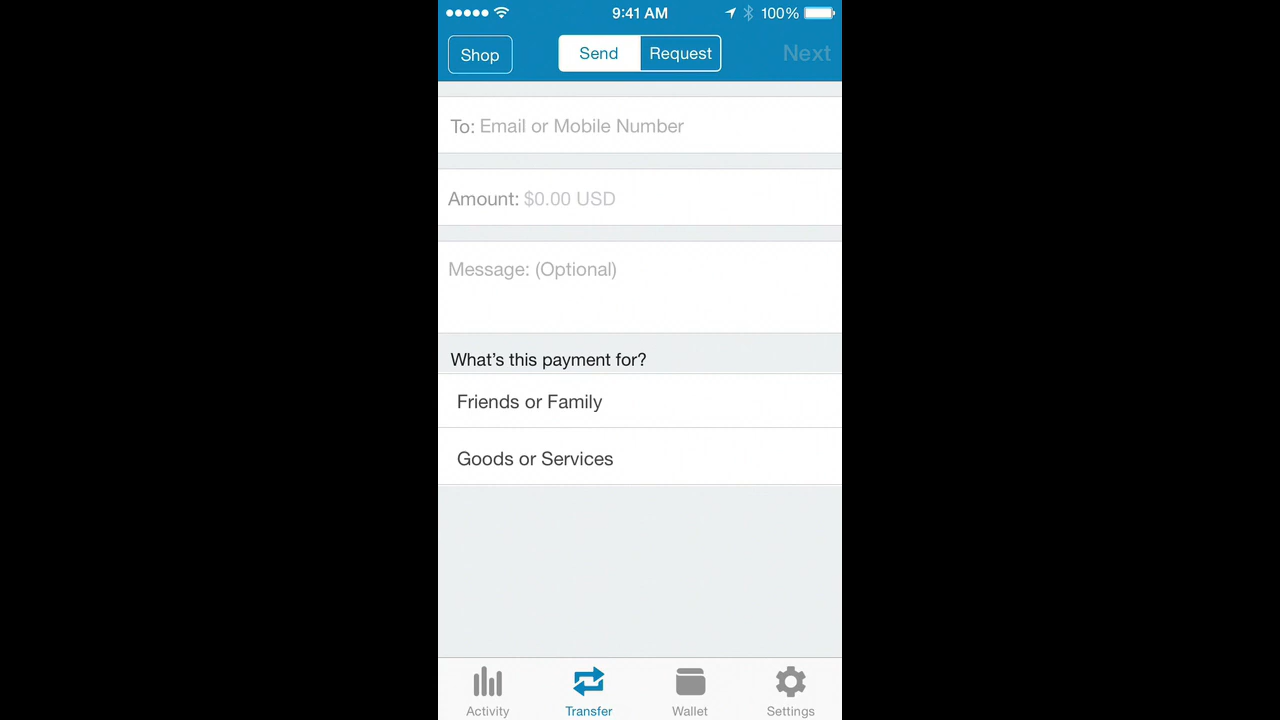 9:41 AM 100%
Shop Send Request Next
To: Email or Mobile Number
Amount: $0.00 USD
Message: (Optional)
What’s this payment for?
Friends or Family
Goods or Services
Activity Transfer Wallet Settings